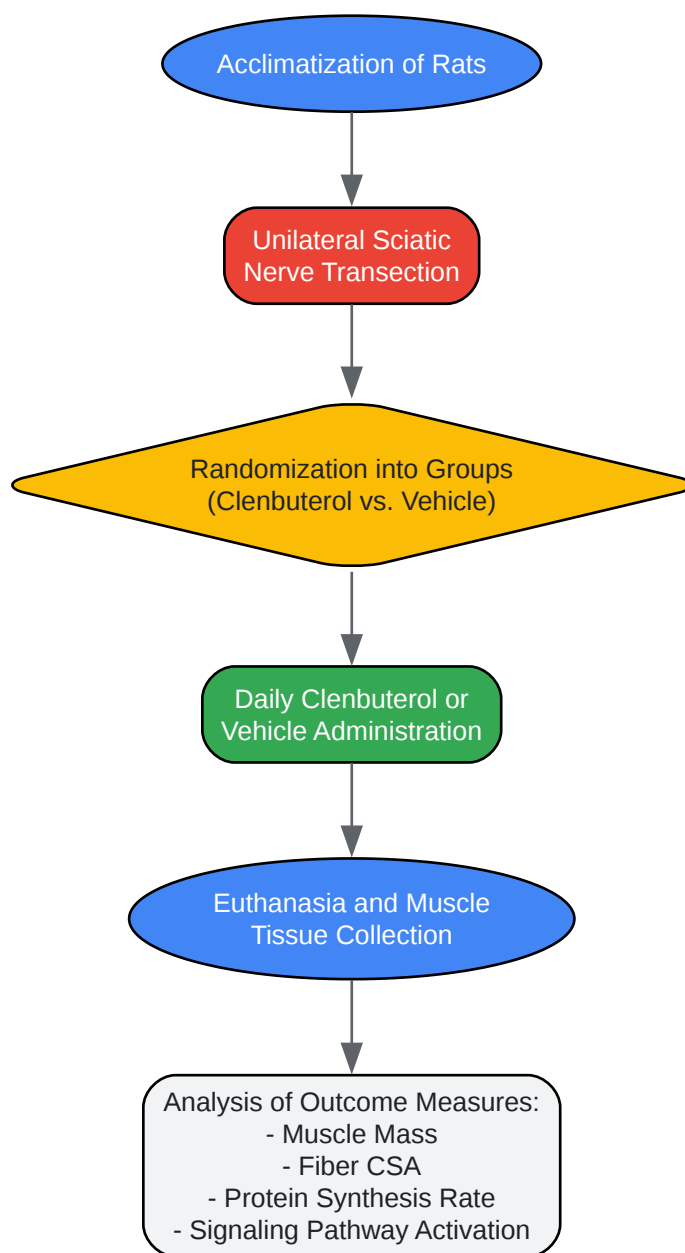 Acclimatization of Rats
Unilateral Sciatic
Nerve Transection
Randomization into Groups
(Clenbuterol vs. Vehicle)
Daily Clenbuterol or
Vehicle Administration
Euthanasia and Muscle
Tissue Collection
Analysis of Outcome Measures:
- Muscle Mass
- Fiber CSA
- Protein Synthesis Rate
- Signaling Pathway Activation